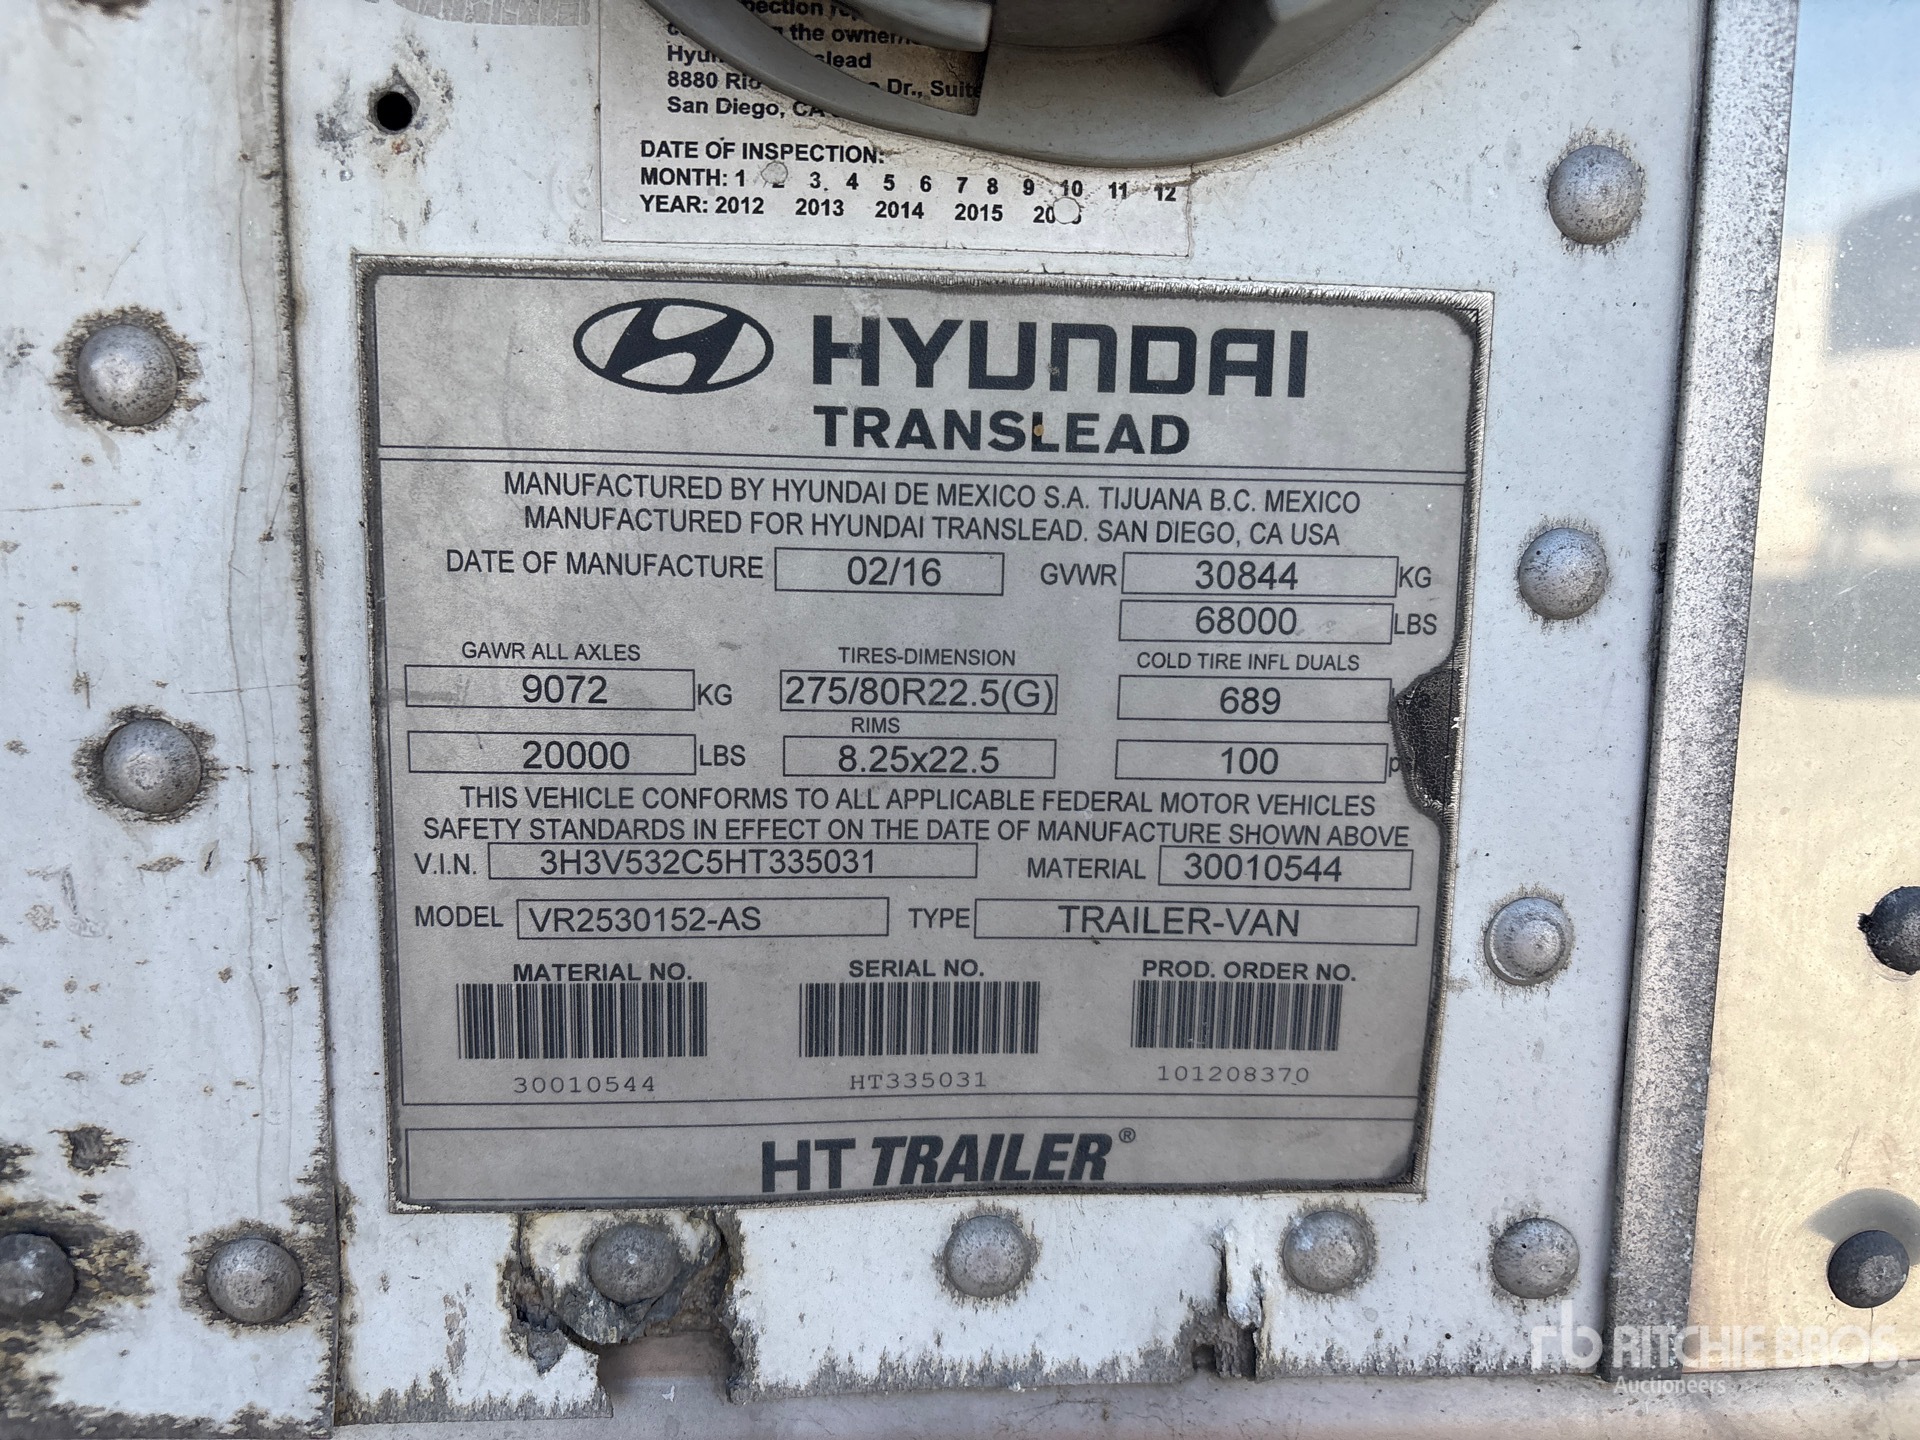 the owner/
Hyu slead
8880 Rio Dr., Suite
San Diego, CA
DATE OF INSPECTION:
MONTH: 1 2 3 4 5 6 7 8 9 10 11 12
YEAR: 2012 2013 2014 2015 20
HYUNDAI
TRANSLEAD
MANUFACTURED BY HYUNDAI DE MEXICO S.A. TIJUANA B.C. MEXICO
MANUFACTURED FOR HYUNDAI TRANSLEAD. SAN DIEGO, CA USA
DATE OF MANUFACTURE 02/16 GVWR 30844 KG
68000 LBS
GAWR ALL AXLES TIRES-DIMENSION COLD TIRE INFL DUALS
9072 KG 275/80R22.5(G) 689
RIMS
20000 LBS 8.25x22.5 100
THIS VEHICLE CONFORMS TO ALL APPLICABLE FEDERAL MOTOR VEHICLES
SAFETY STANDARDS IN EFFECT ON THE DATE OF MANUFACTURE SHOWN ABOVE
V.I.N. 3H3V532C5HT335031 MATERIAL 30010544
MODEL VR2530152-AS TYPE TRAILER-VAN
MATERIAL NO. SERIAL NO. PROD. ORDER NO.
30010544 HT335031 101208370
HT TRAILER®
rb RITCHIE BROS.
Auctioneers